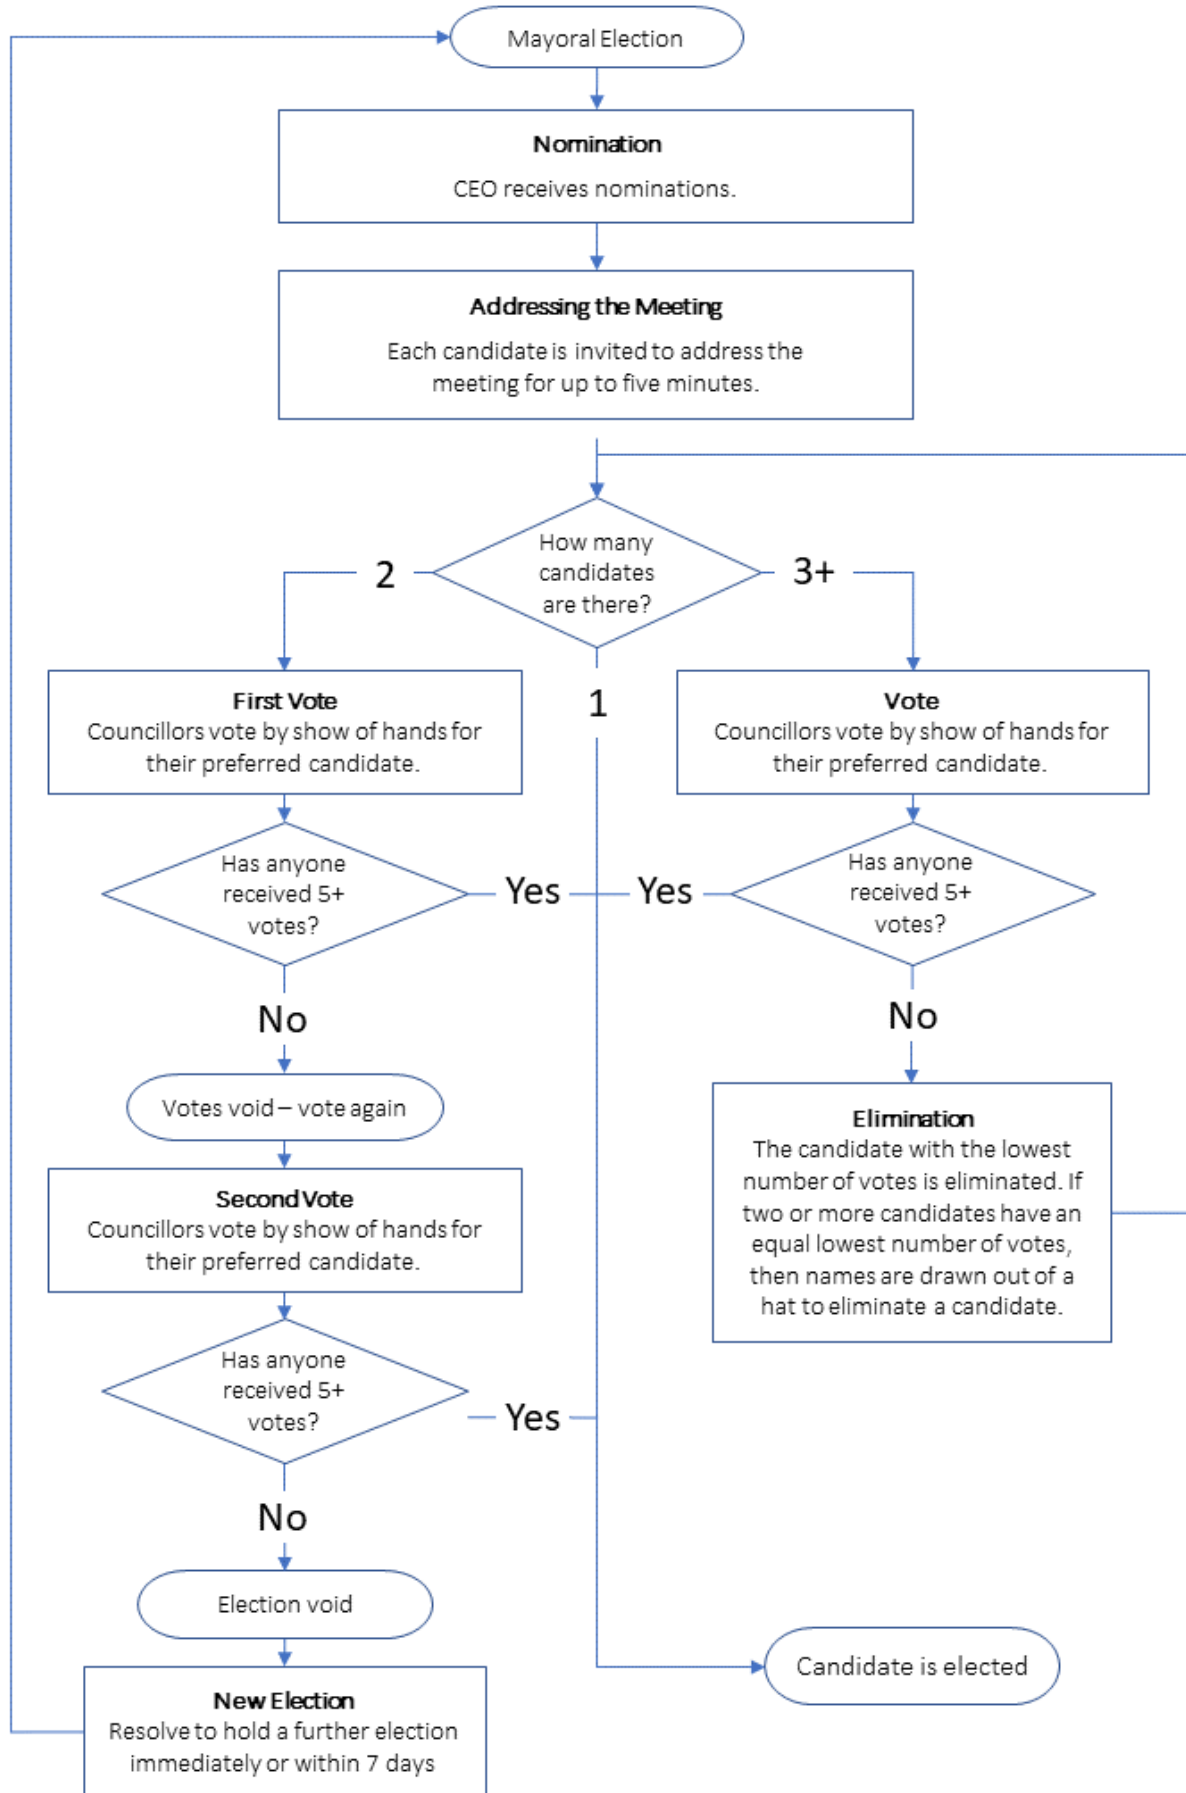 Mayoral Election
Nomination
CEO receives nominations.
Addressing the Meeting
Each candidate is invited to address the
meeting for up to five minutes.
How many
candidates
are there?
2
3+
1
First Vote
Councillors vote by show of hands for
their preferred candidate.
Vote
Councillors vote by show of hands for
their preferred candidate.
Has anyone
received 5+
votes?
Yes
Yes
Has anyone
received 5+
votes?
No
No
Votes void – vote again
Elimination
The candidate with the lowest
number of votes is eliminated. If
two or more candidates have an
equal lowest number of votes,
then names are drawn out of a
hat to eliminate a candidate.
Second Vote
Councillors vote by show of hands for
their preferred candidate.
Has anyone
received 5+
votes?
Yes
No
Election void
Candidate is elected
New Election
Resolve to hold a further election
immediately or within 7 days